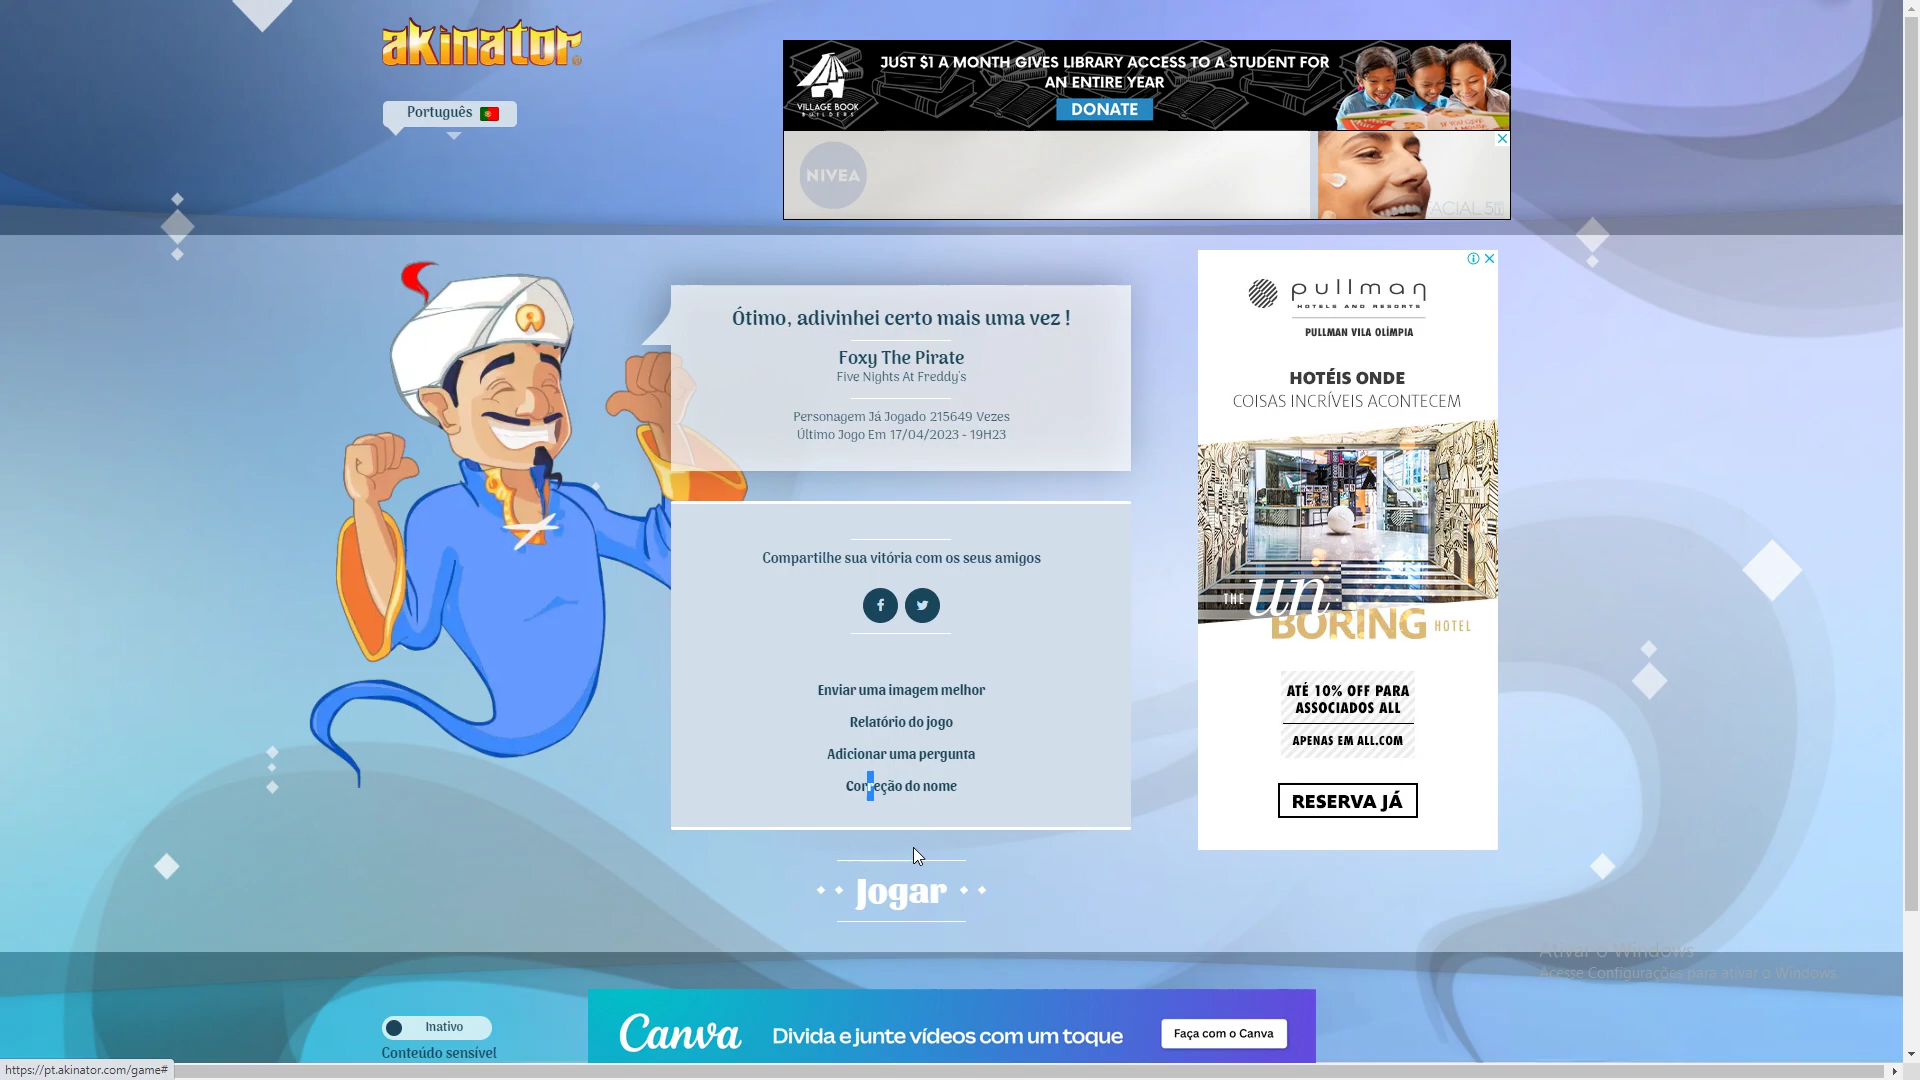 akinator
JUST $1 A MONTH GIVES LIBRARY ACCESS TO A STUDENT FOR
AN ENTIRE YEAR
DONATE
VILLAGE BOOK
BUILDERS
Português
NIVEA
FACIAL 5
Ótimo, adivinhei certo mais uma vez !
Foxy The Pirate
Five Nights At Freddy's
Personagem Já Jogado 215649 Vezes
Último Jogo Em 17/04/2023 - 19H23
Compartilhe sua vitória com os seus amigos
Enviar uma imagem melhor
Relatório do jogo
Adicionar uma pergunta
Correção do nome
Jogar
pullman
HOTELS AND RESORTS
PULLMAN VILA OLÍMPIA
HOTÉIS ONDE
COISAS INCRÍVEIS ACONTECEM
THE un
BORING HOTEL
ATÉ 10% OFF PARA
ASSOCIADOS ALL
APENAS EM ALL.COM
RESERVA JÁ
Ativar o Windows
Acesse Configurações para ativar o Windows.
Inativo
Conteúdo sensível
Canva
Divida e junte vídeos com um toque
Faça com o Canva
https://pt.akinator.com/game#